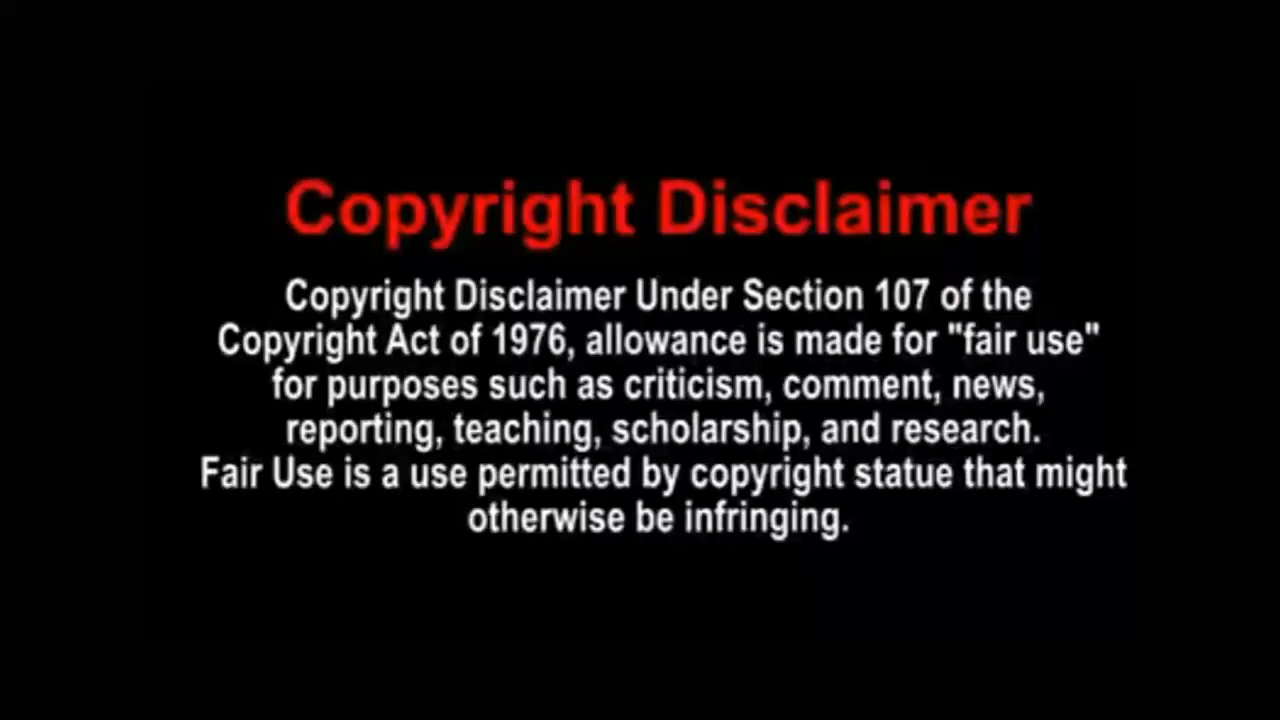 Copyright Disclaimer
Copyright Disclaimer Under Section 107 of the
Copyright Act of 1976, allowance is made for "fair use"
for purposes such as criticism, comment, news,
reporting, teaching, scholarship, and research.
Fair Use is a use permitted by copyright statue that might
otherwise be infringing.